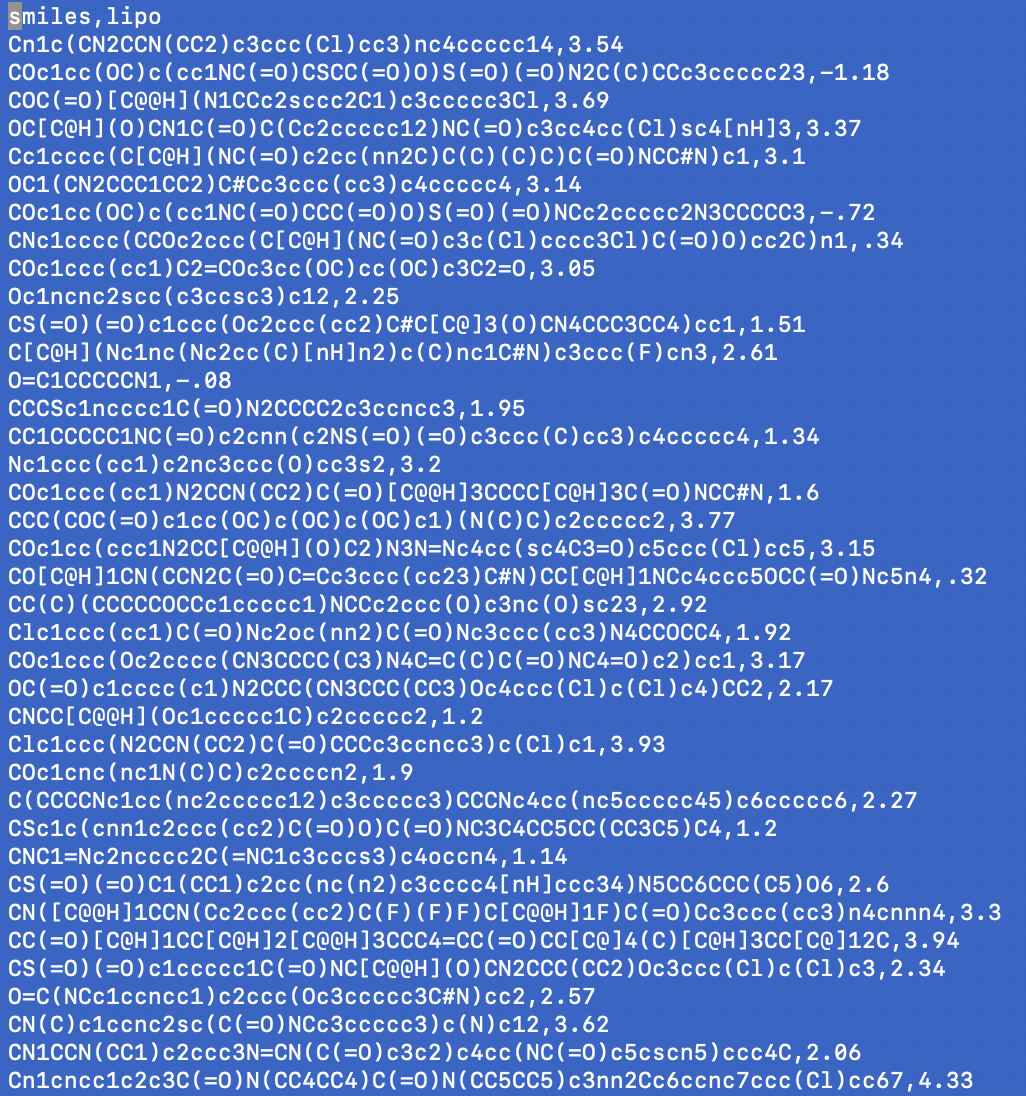 smiles,lipo
Cn1c(CN2CCN(CC2)c3ccc(Cl)cc3)nc4ccccc14,3.54
COc1cc(OC)c(cc1NC(=O)CSCC(=O)O)S(=O)(=O)N2C(C)CCc3ccccc23,-1.18
COC(=O)[C@@H](N1CCc2sccc2C1)c3ccccc3Cl,3.69
OC[C@H](O)CN1C(=O)C(Cc2ccccc12)NC(=O)c3cc4cc(Cl)sc4[nH]3,3.37
Cc1cccc(C[C@H](NC(=O)c2cc(nn2C)C(C)(C)C)C(=O)NCC#N)c1,3.1
OC1(CN2CCC1CC2)C#Cc3ccc(cc3)c4ccccc4,3.14
COc1cc(OC)c(cc1NC(=O)CCC(=O)O)S(=O)(=O)NCc2ccccc2N3CCCCC3,-.72
CNc1cccc(CCOc2ccc(C[C@H](NC(=O)c3c(Cl)cccc3Cl)C(=O)O)cc2C)n1,.34
COc1ccc(cc1)C2=COc3cc(OC)cc(OC)c3C2=O,3.05
Oc1ncnc2scc(c3ccsc3)c12,2.25
CS(=O)(=O)c1ccc(Oc2ccc(cc2)C#C[C@]3(O)CN4CCC3CC4)cc1,1.51
C[C@H](Nc1nc(Nc2cc(C)[nH]n2)c(C)nc1C#N)c3ccc(F)cn3,2.61
O=C1CCCCCN1,-.08
CCCSc1ncccc1C(=O)N2CCCC2c3ccncc3,1.95
CC1CCCCC1NC(=O)c2cnn(c2NS(=O)(=O)c3ccc(C)cc3)c4ccccc4,1.34
Nc1ccc(cc1)c2nc3ccc(O)cc3s2,3.2
COc1ccc(cc1)N2CCN(CC2)C(=O)[C@@H]3CCCC[C@H]3C(=O)NCC#N,1.6
CCC(COC(=O)c1cc(OC)c(OC)c(OC)c1)(N(C)C)c2ccccc2,3.77
COc1cc(ccc1N2CC[C@@H](O)C2)N3N=Nc4cc(sc4C3=O)c5ccc(Cl)cc5,3.15
CO[C@H]1CN(CCN2C(=O)C=Cc3ccc(cc23)C#N)CC[C@H]1NCc4ccc5OCC(=O)Nc5n4,.32
CC(C)(CCCCCOCCc1ccccc1)NCCc2ccc(O)c3nc(O)sc23,2.92
Clc1ccc(cc1)C(=O)Nc2oc(nn2)C(=O)Nc3ccc(cc3)N4CCOCC4,1.92
COc1ccc(Oc2cccc(CN3CCCC(C3)N4C=C(C)C(=O)NC4=O)c2)cc1,3.17
OC(=O)c1cccc(c1)N2CCC(CN3CCC(CC3)Oc4ccc(Cl)c(Cl)c4)CC2,2.17
CNCC[C@@H](Oc1ccccc1C)c2ccccc2,1.2
Clc1ccc(N2CCN(CC2)C(=O)CCCc3ccncc3)c(Cl)c1,3.93
COc1cnc(nc1N(C)C)c2ccccn2,1.9
C(CCCCNc1cc(nc2ccccc12)c3ccccc3)CCCNc4cc(nc5ccccc45)c6ccccc6,2.27
CSc1c(cnn1c2ccc(cc2)C(=O)O)C(=O)NC3C4CC5CC(CC3C5)C4,1.2
CNC1=Nc2ncccc2C(=NC1c3cccs3)c4occn4,1.14
CS(=O)(=O)C1(CC1)c2cc(nc(n2)c3cccc4[nH]ccc34)N5CC6CCC(C5)O6,2.6
CN([C@@H]1CCN(Cc2ccc(cc2)C(F)(F)F)C[C@@H]1F)C(=O)Cc3ccc(cc3)n4cnnn4,3.3
CC(=O)[C@H]1CC[C@H]2[C@@H]3CCC4=CC(=O)CC[C@]4(C)[C@H]3CC[C@]12C,3.94
CS(=O)(=O)c1ccccc1C(=O)NC[C@@H](O)CN2CCC(CC2)Oc3ccc(Cl)c(Cl)c3,2.34
O=C(NCc1ccncc1)c2ccc(Oc3ccccc3C#N)cc2,2.57
CN(C)c1ccnc2sc(C(=O)NCc3ccccc3)c(N)c12,3.62
CN1CCN(CC1)c2ccc3N=CN(C(=O)c3c2)c4cc(NC(=O)c5cscn5)ccc4C,2.06
Cn1cncc1c2c3C(=O)N(CC4CC4)C(=O)N(CC5CC5)c3nn2Cc6ccnc7ccc(Cl)cc67,4.33